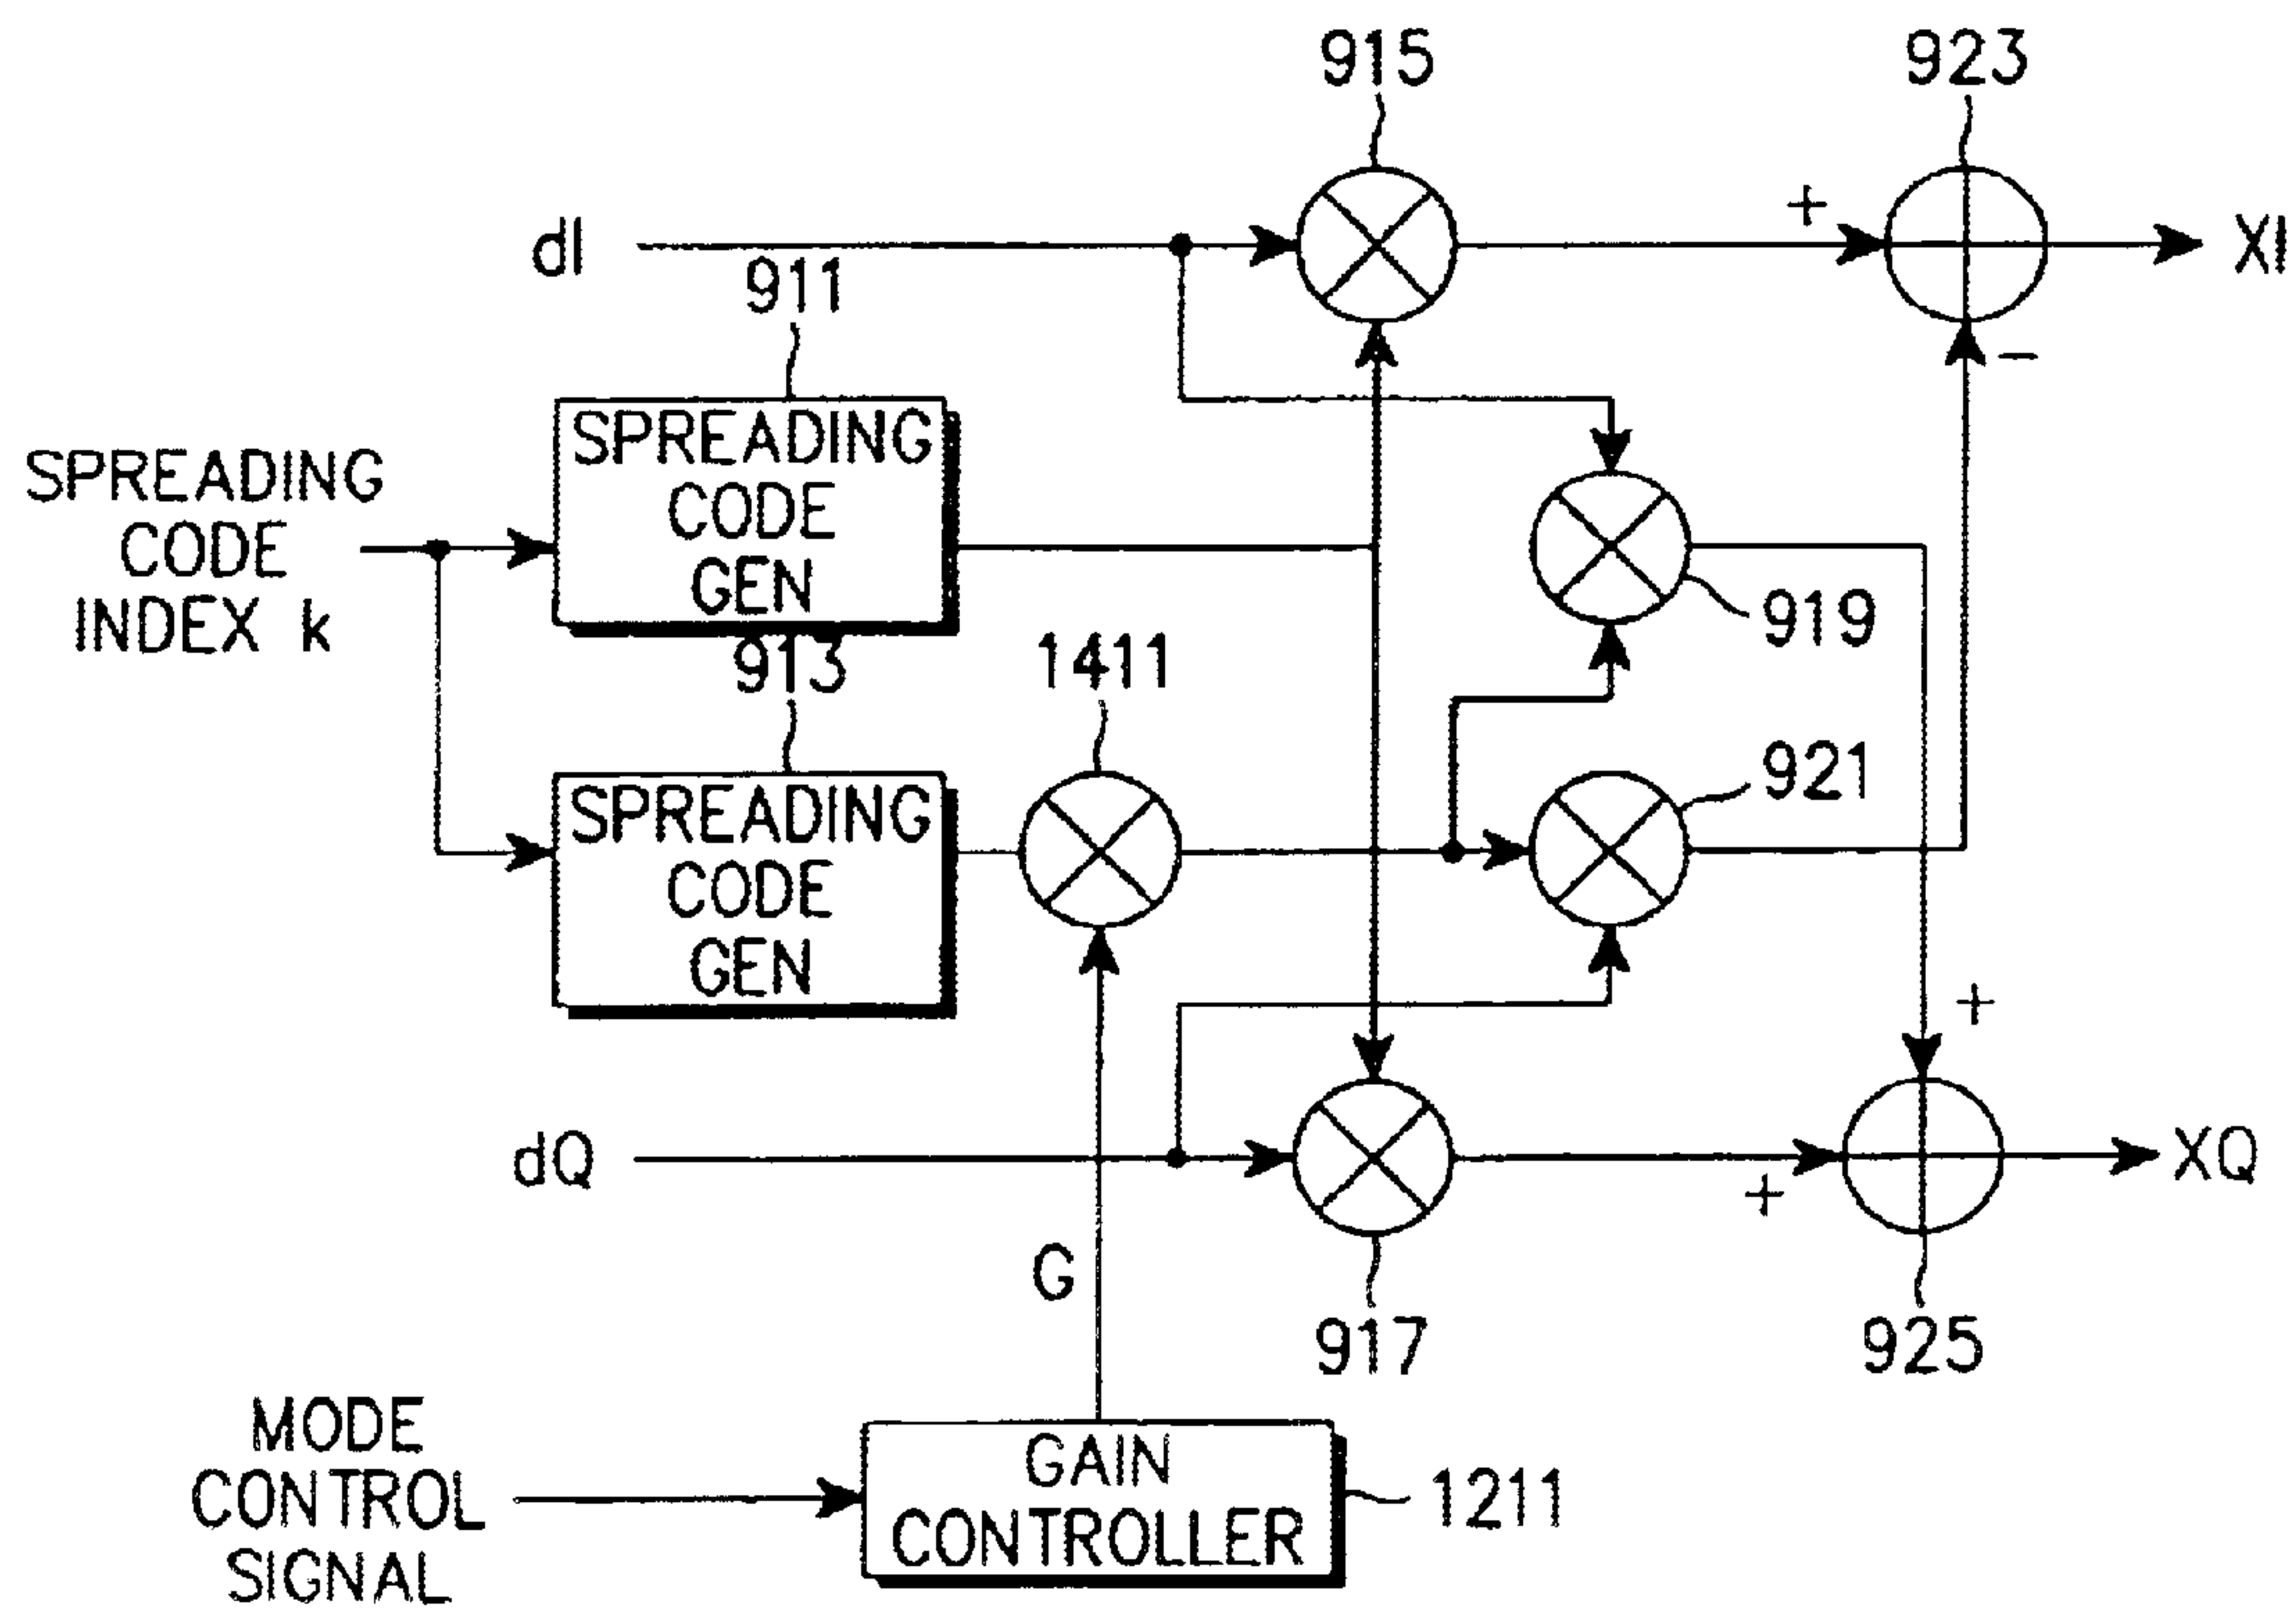 915
923
dI
+
XI
911
−
SPREADING
CODE
GEN
SPREADING
CODE
INDEX k
919
913
1411
921
SPREADING
CODE
GEN
+
dQ
+
XQ
G
917
925
MODE
CONTROL
SIGNAL
GAIN
CONTROLLER
1211